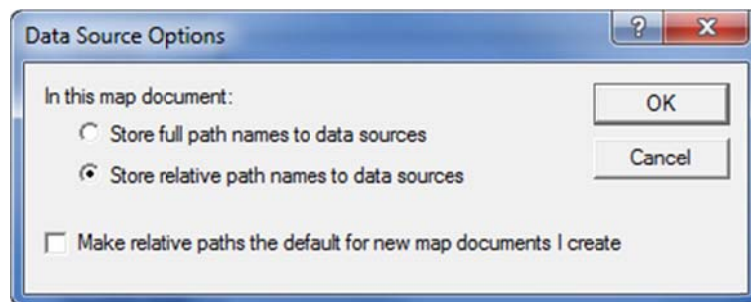 Data Source Options
In this map document:
Store full path names to data sources
Store relative path names to data sources
Make relative paths the default for new map documents I create
OK
Cancel